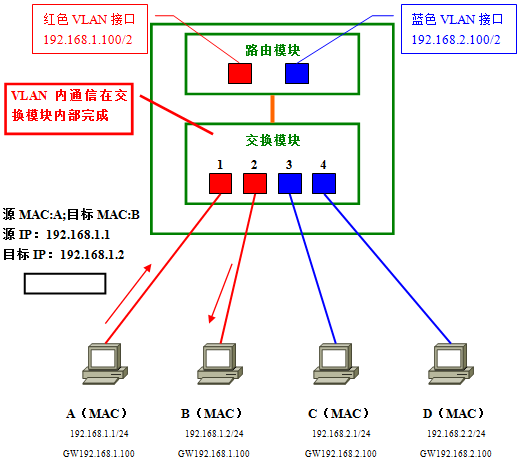 红色 VLAN 接口
192.168.1.100/2
蓝色 VLAN 接口
192.168.2.100/2
路由模块
VLAN 内通信在交
换模块内部完成
交换模块
1 2 3 4
源 MAC:A;目标 MAC:B
源 IP：192.168.1.1
目标 IP：192.168.1.2
A（MAC） B（MAC） C（MAC） D（MAC）
192.168.1.1/24 192.168.1.2/24 192.168.2.1/24 192.168.2.2/24
GW192.168.1.100 GW192.168.1.100 GW192.168.2.100 GW192.168.2.100